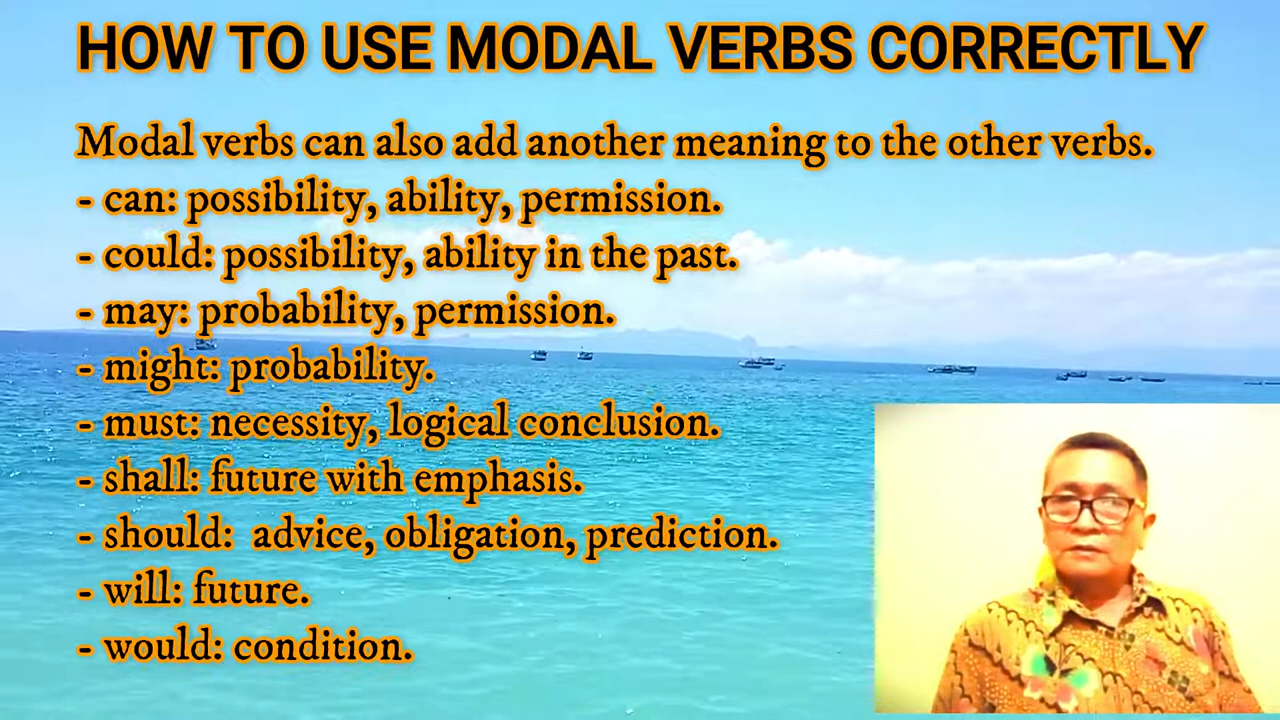 HOW TO USE MODAL VERBS CORRECTLY
Modal verbs can also add another meaning to the other verbs.
- can: possibility, ability, permission.
- could: possibility, ability in the past.
- may: probability, permission.
- might: probability.
- must: necessity, logical conclusion.
- shall: future with emphasis.
- should:  advice, obligation, prediction.
- will: future.
- would: condition.